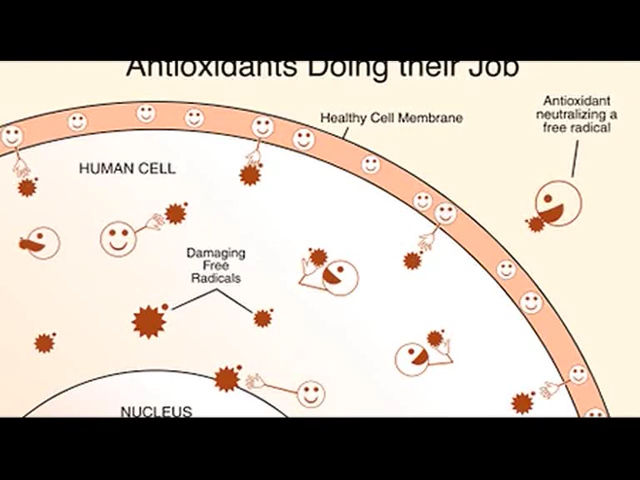 Antioxidants Doing their Job
Antioxidant
neutralizing a
free radical
Healthy Cell Membrane
HUMAN CELL
Damaging
Free
Radicals
NUCLEUS